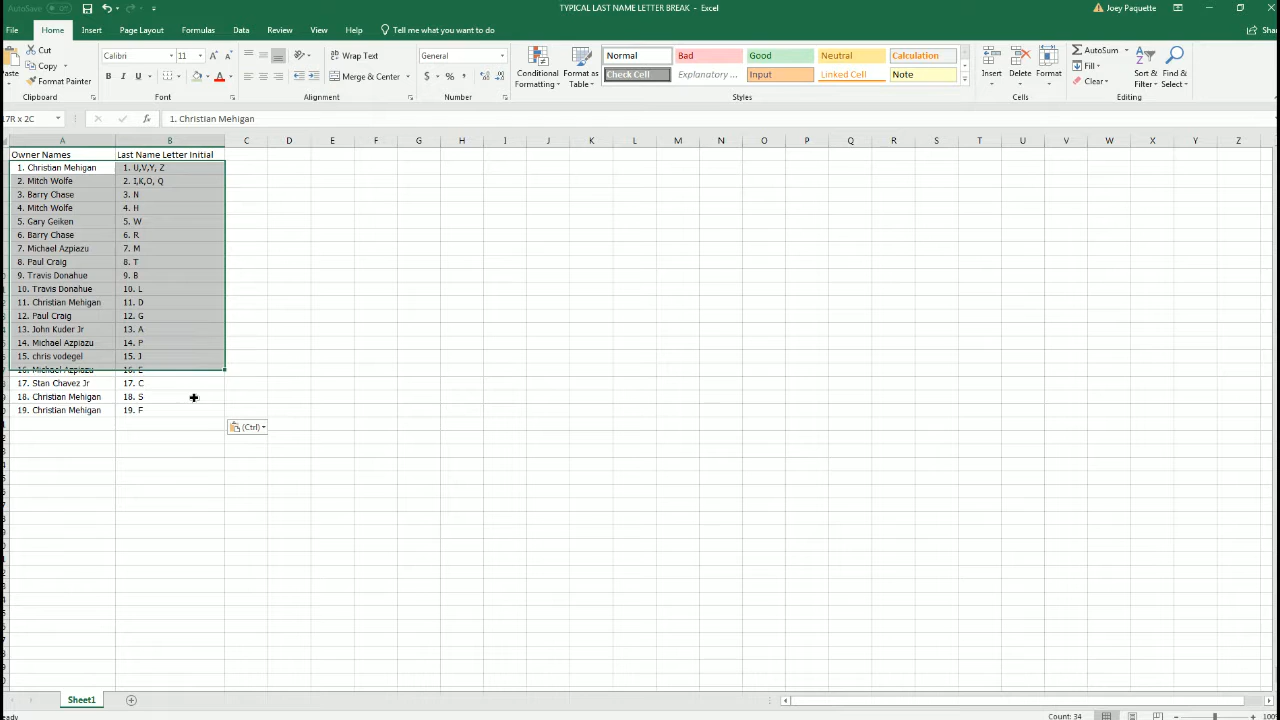 AutoSave
TYPICAL LAST NAME LETTER BREAK - Excel
Joey Paquette
File Home Insert Page Layout Formulas Data Review View Help Tell me what you want to do
Cut
Copy
Format Painter
Clipboard
Calibri 11
B I U
Font
Wrap Text
Merge & Center
Alignment
General
$ % ,
Number
Conditional Formatting
Format as Table
Normal Bad Good Neutral Calculation
Check Cell Explanatory ... Input Linked Cell Note
Styles
Insert Delete Format
Cells
AutoSum
Fill
Clear
Sort & Filter
Find & Select
Editing
17R x 2C
fx 1. Christian Mehigan
A B C D E F G H I J K L M N O P Q R S T U V W X Y Z
Owner Names Last Name Letter Initial
1. Christian Mehigan 1. U,V,Y, Z
2. Mitch Wolfe 2. I,K,O, Q
3. Barry Chase 3. N
4. Mitch Wolfe 4. H
5. Gary Geiken 5. W
6. Barry Chase 6. R
7. Michael Azpiazu 7. M
8. Paul Craig 8. T
9. Travis Donahue 9. B
10. Travis Donahue 10. L
11. Christian Mehigan 11. D
12. Paul Craig 12. G
13. John Kuder Jr 13. A
14. Michael Azpiazu 14. P
15. chris vodegel 15. J
16. Michael Azpiazu 16. E
17. Stan Chavez Jr 17. C
18. Christian Mehigan 18. S
19. Christian Mehigan 19. F
(Ctrl)
Sheet1
Count: 34